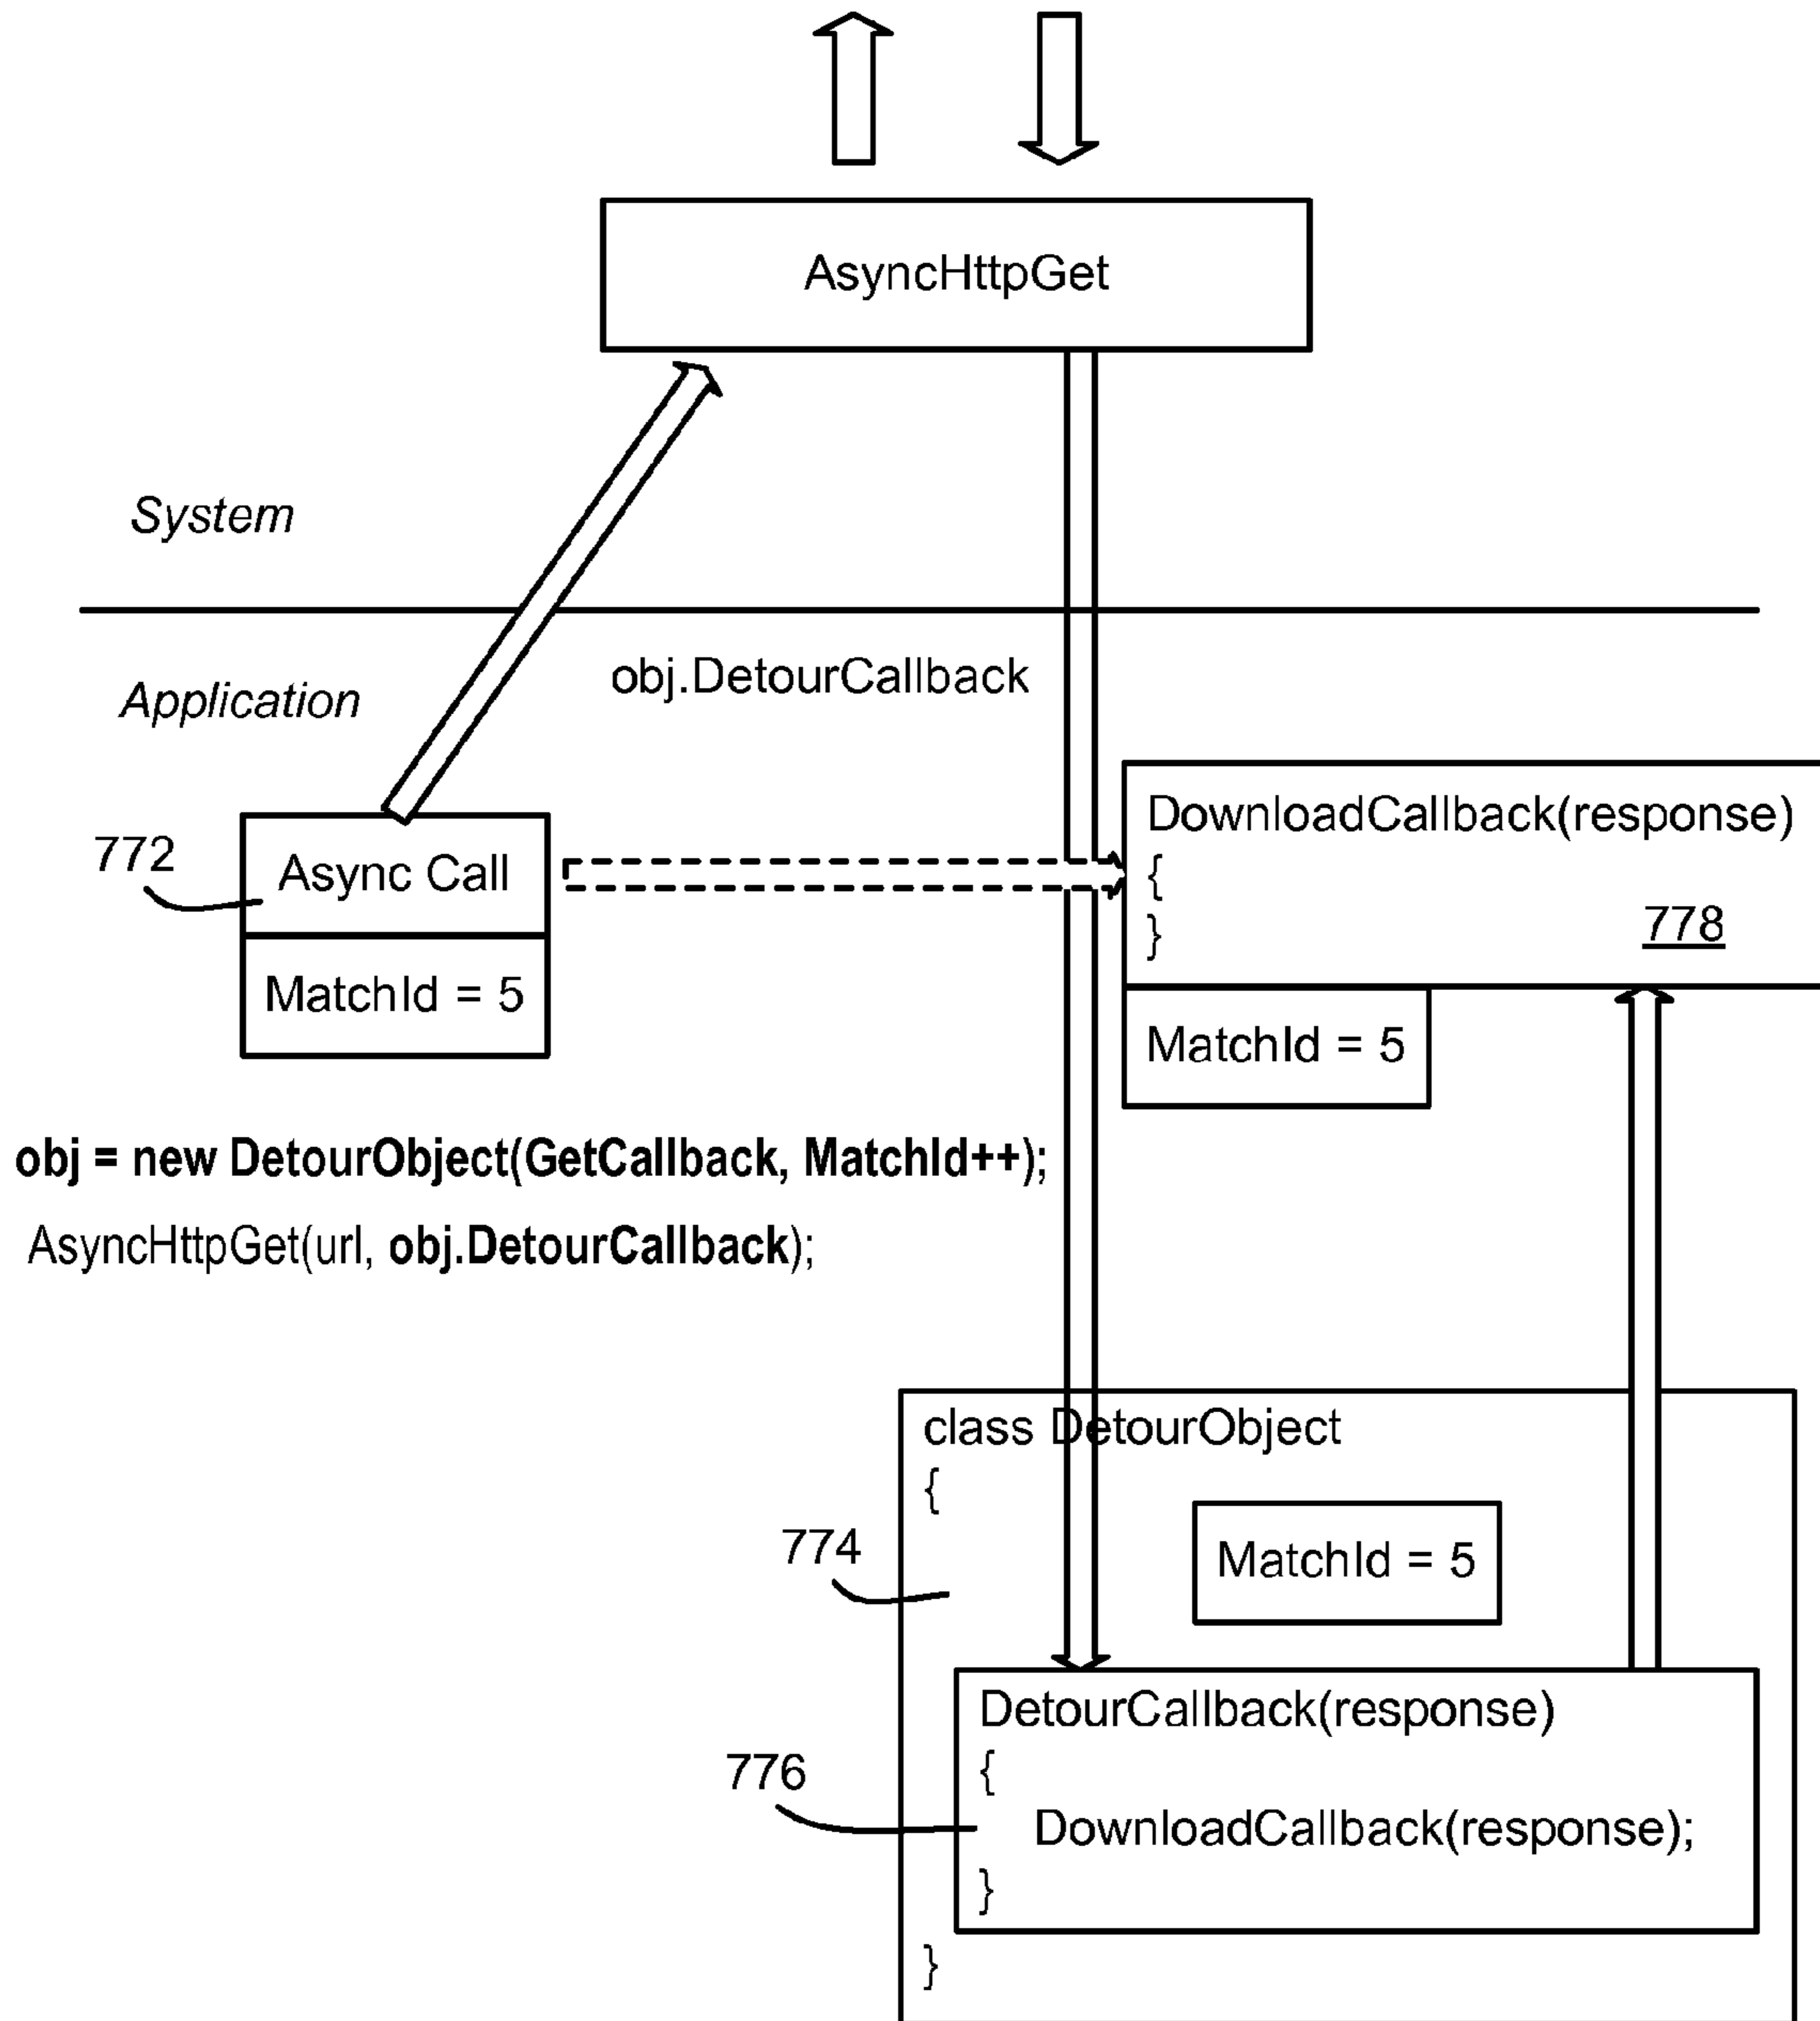 AsyncHttpGet
System
Application
obj.DetourCallback
772
Async Call
MatchId = 5
DownloadCallback(response)
{
}
778
MatchId = 5
obj = new DetourObject(GetCallback, MatchId++);
AsyncHttpGet(url, obj.DetourCallback);
class DetourObject
{
774
MatchId = 5
DetourCallback(response)
{
776
DownloadCallback(response);
}
}